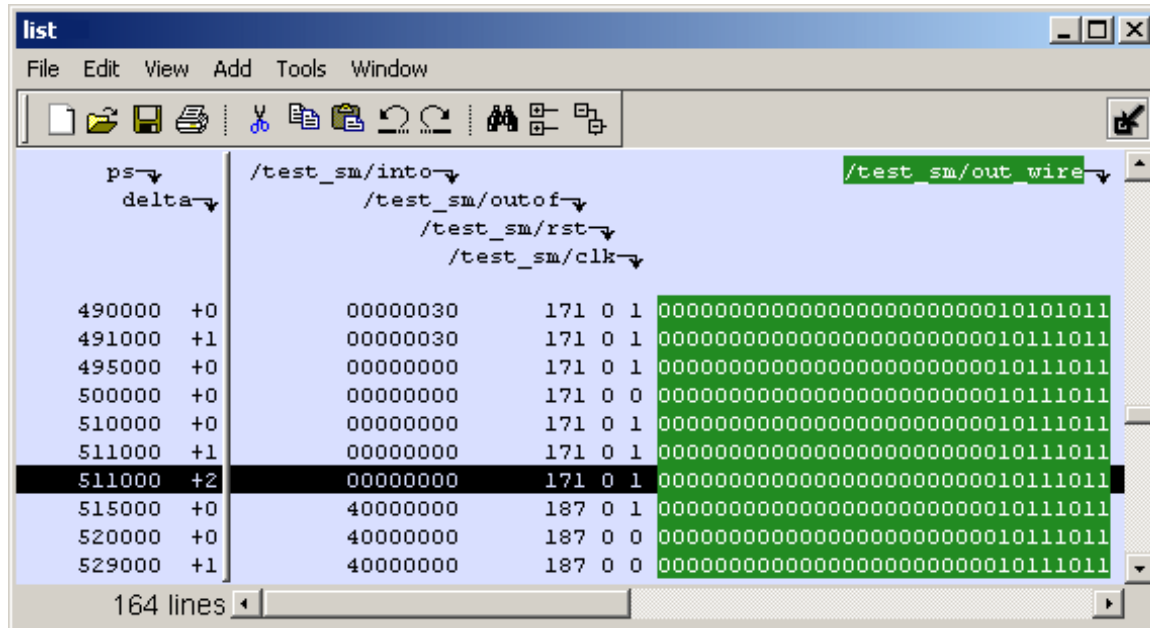 list
File Edit View Add Tools Window
ps /test_sm/into /test_sm/out_wire
delta /test_sm/outof
/test_sm/rst
/test_sm/clk
490000 +0 00000030 171 0 1 00000000000000000000000010101011
491000 +1 00000030 171 0 1 00000000000000000000000010111011
495000 +0 00000000 171 0 1 00000000000000000000000010111011
500000 +0 00000000 171 0 0 00000000000000000000000010111011
510000 +0 00000000 171 0 1 00000000000000000000000010111011
511000 +1 00000000 171 0 1 00000000000000000000000010111011
511000 +2 00000000 171 0 1 00000000000000000000000010111011
515000 +0 40000000 187 0 1 00000000000000000000000010111011
520000 +0 40000000 187 0 0 00000000000000000000000010111011
529000 +1 40000000 187 0 0 00000000000000000000000010111011
164 lines